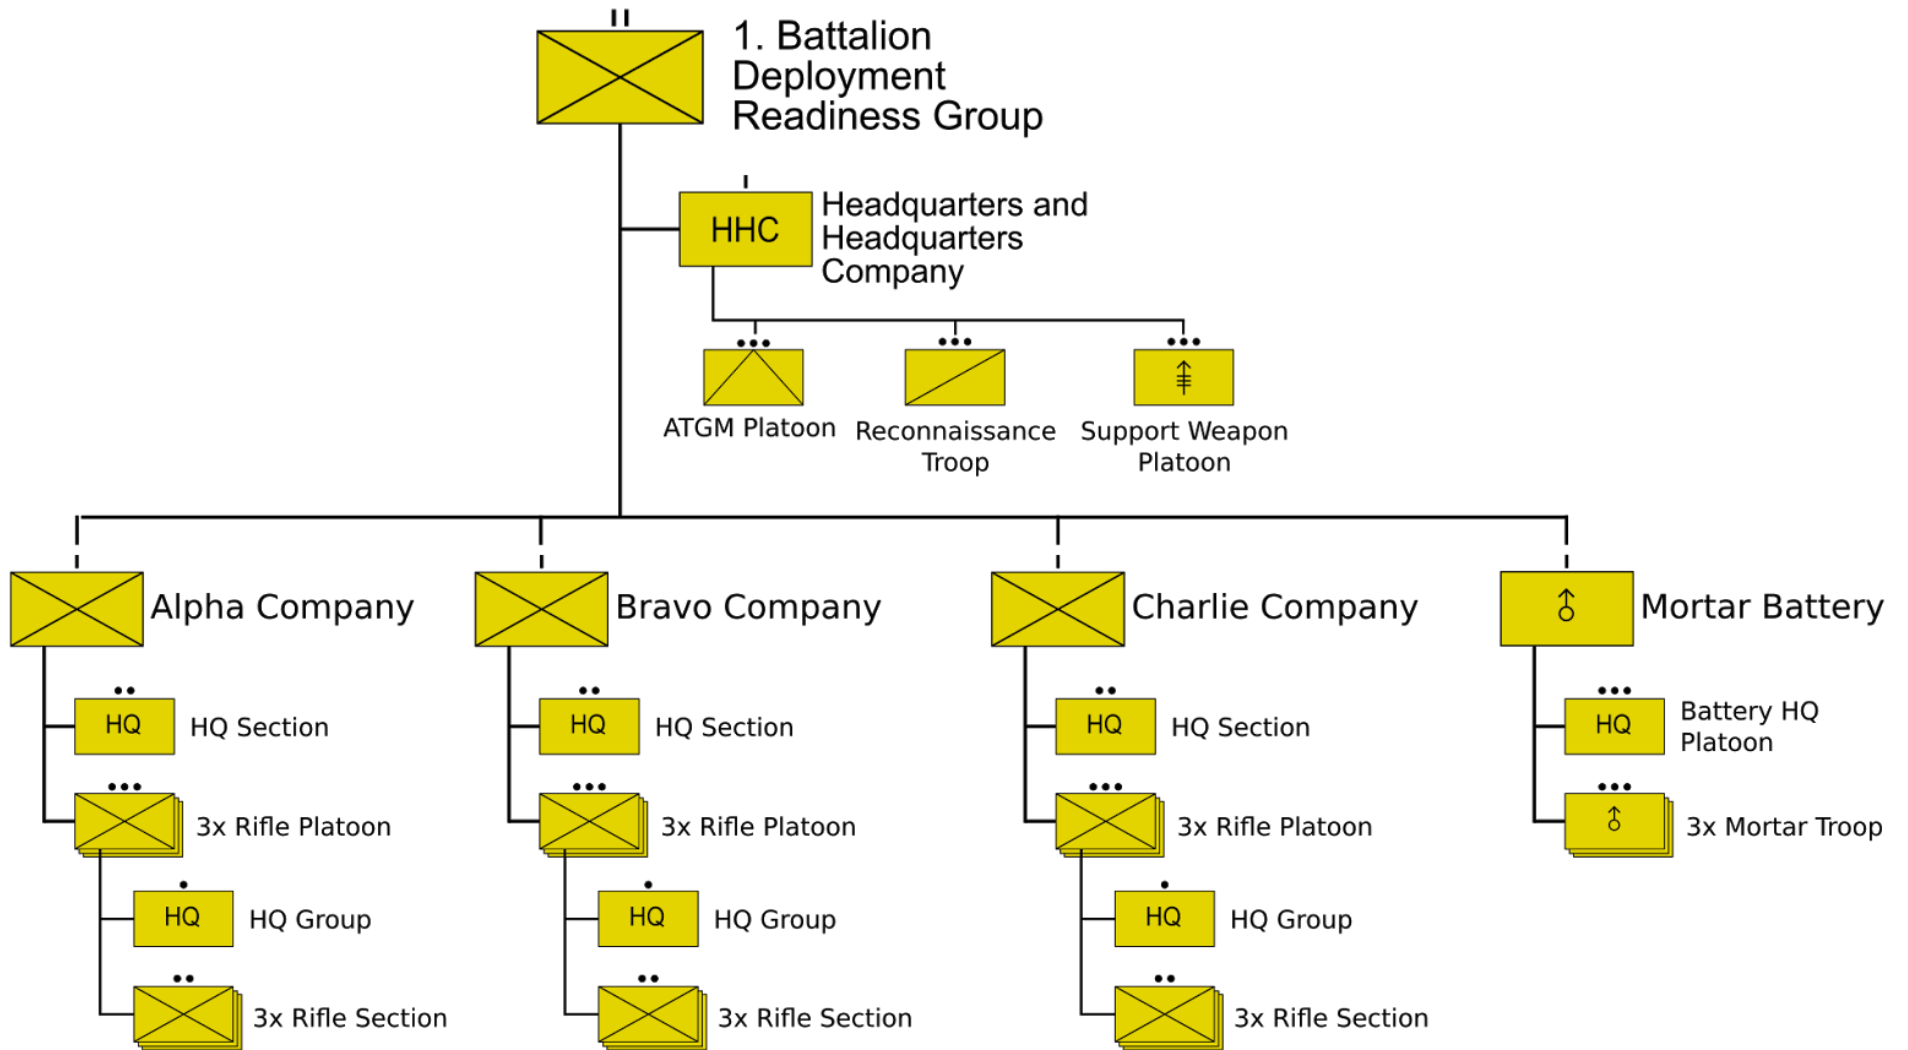 1. Battalion
Deployment
Readiness Group
HHC
Headquarters and
Headquarters
Company
ATGM Platoon
Reconnaissance
Troop
Support Weapon
Platoon
Alpha Company
HQ
HQ Section
3x Rifle Platoon
HQ
HQ Group
3x Rifle Section
Bravo Company
HQ
HQ Section
3x Rifle Platoon
HQ
HQ Group
3x Rifle Section
Charlie Company
HQ
HQ Section
3x Rifle Platoon
HQ
HQ Group
3x Rifle Section
Mortar Battery
HQ
Battery HQ
Platoon
3x Mortar Troop